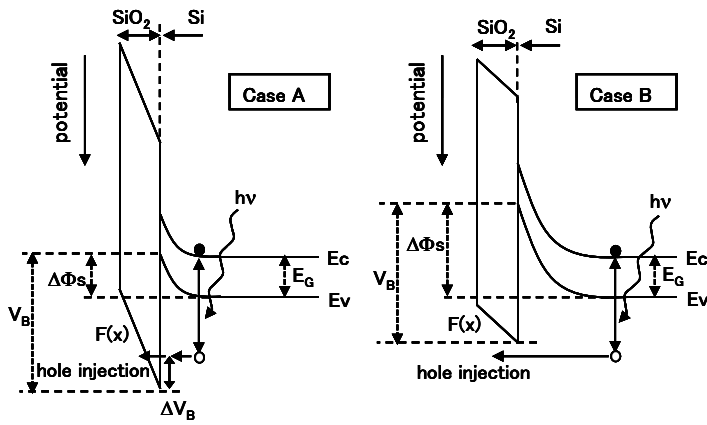 SiO2
Si
potential
Case A
hν
Ec
ΔΦs
EG
Ev
VB
F(x)
hole injection
ΔVB
SiO2
Si
potential
Case B
hν
ΔΦs
Ec
VB
EG
Ev
F(x)
hole injection